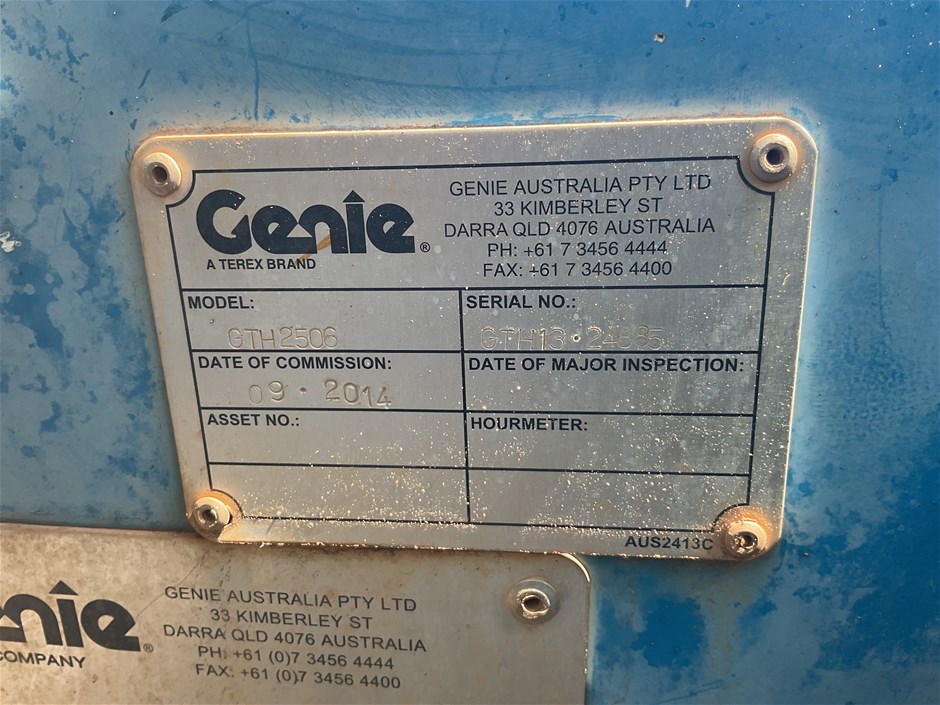 Genie®
A TEREX BRAND
GENIE AUSTRALIA PTY LTD
33 KIMBERLEY ST
DARRA QLD 4076 AUSTRALIA
PH: +61 7 3456 4444
FAX: +61 7 3456 4400
MODEL:
GTH2506
SERIAL NO.:
DATE OF COMMISSION:
09 · 2014
DATE OF MAJOR INSPECTION:
ASSET NO.:
HOURMETER:
AUS2413C
enie®
COMPANY
GENIE AUSTRALIA PTY LTD
33 KIMBERLEY ST
DARRA QLD 4076 AUSTRALIA
PH: +61 (0)7 3456 4444
FAX: +61 (0)7 3456 4400